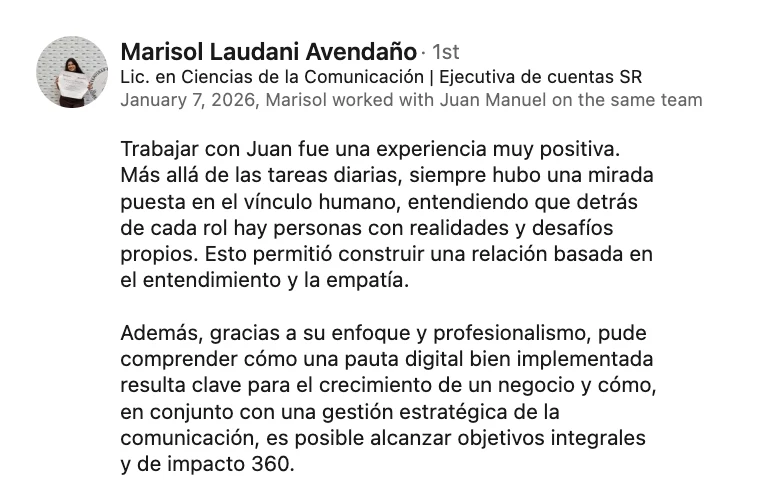 Marisol Laudani Avendaño · 1st
Lic. en Ciencias de la Comunicación | Ejecutiva de cuentas SR
January 7, 2026, Marisol worked with Juan Manuel on the same team
Trabajar con Juan fue una experiencia muy positiva.
Más allá de las tareas diarias, siempre hubo una mirada
puesta en el vínculo humano, entendiendo que detrás
de cada rol hay personas con realidades y desafíos
propios. Esto permitió construir una relación basada en
el entendimiento y la empatía.
Además, gracias a su enfoque y profesionalismo, pude
comprender cómo una pauta digital bien implementada
resulta clave para el crecimiento de un negocio y cómo,
en conjunto con una gestión estratégica de la
comunicación, es posible alcanzar objetivos integrales
y de impacto 360.